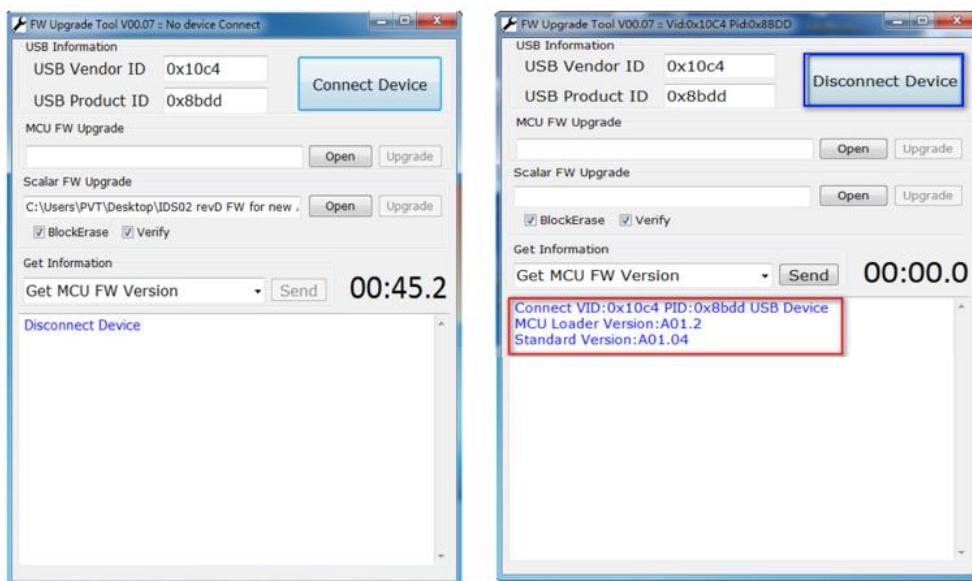 FW Upgrade Tool V00.07 :: No device Connect
USB Information
USB Vendor ID 0x10c4
USB Product ID 0x8bdd
Connect Device
MCU FW Upgrade
Open Upgrade
Scalar FW Upgrade
C:\Users\PVT\Desktop\IDS02 revD FW for new
Open Upgrade
BlockErase Verify
Get Information
Get MCU FW Version Send 00:45.2
Disconnect Device
FW Upgrade Tool V00.07 :: Vid:0x10C4 Pid:0x8BDD
USB Information
USB Vendor ID 0x10c4
USB Product ID 0x8bdd
Disconnect Device
MCU FW Upgrade
Open Upgrade
Scalar FW Upgrade
Open Upgrade
BlockErase Verify
Get Information
Get MCU FW Version Send 00:00.0
Connect VID:0x10c4 PID:0x8bdd USB Device
MCU Loader Version:A01.2
Standard Version:A01.04